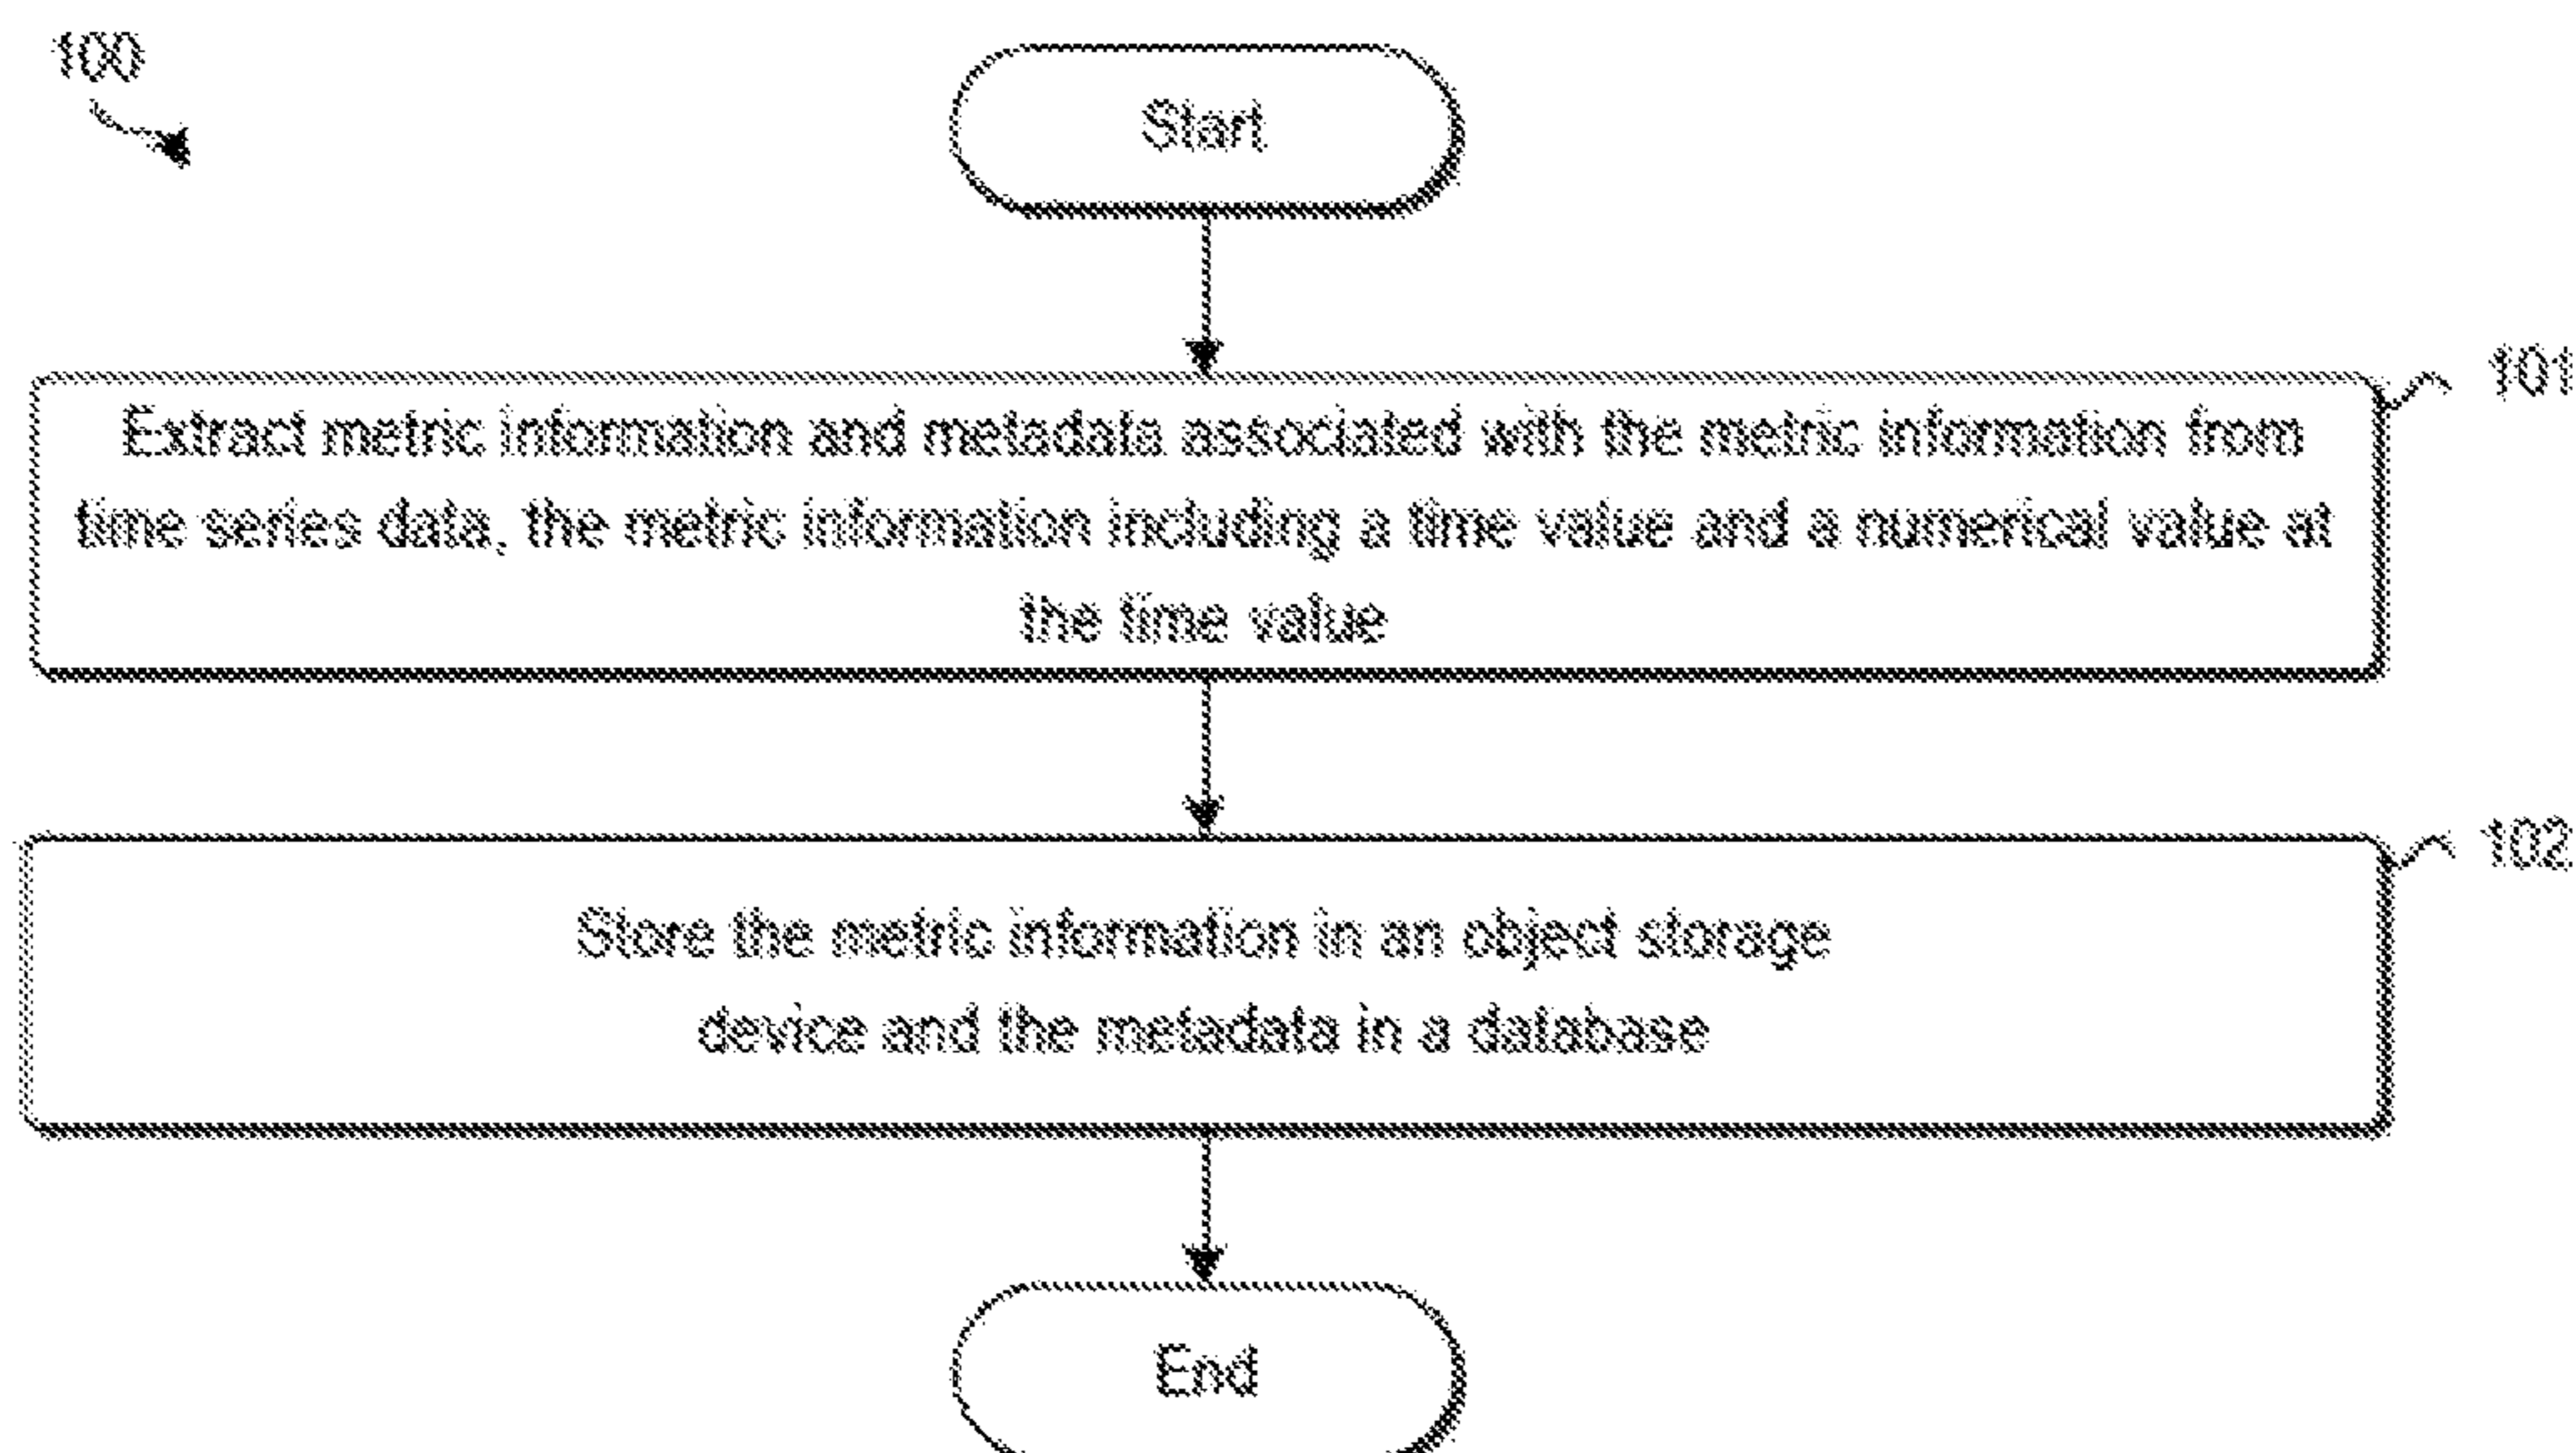 100
Start
101
Extract metric information and metadata associated with the metric information from
time series data, the metric information including a time value and a numerical value at
the time value
102
Store the metric information in an object storage
device and the metadata in a database
End